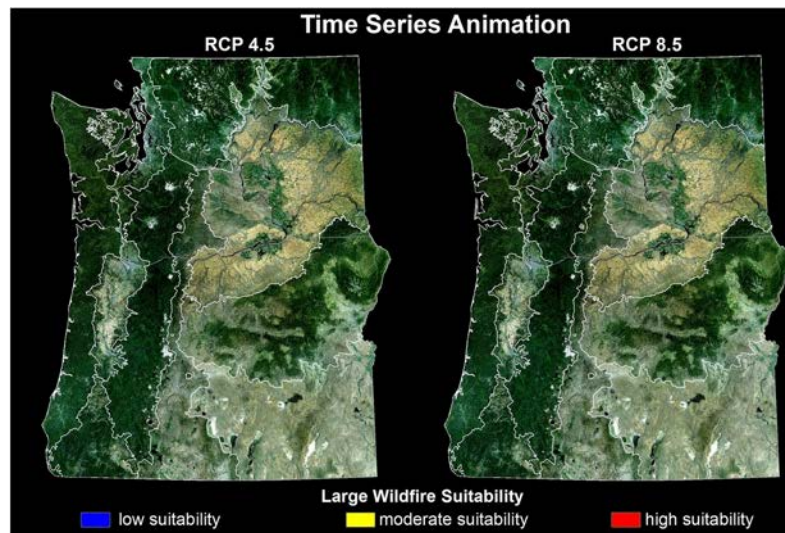 Time Series Animation
RCP 4.5
RCP 8.5
Large Wildfire Suitability
low suitability
moderate suitability
high suitability